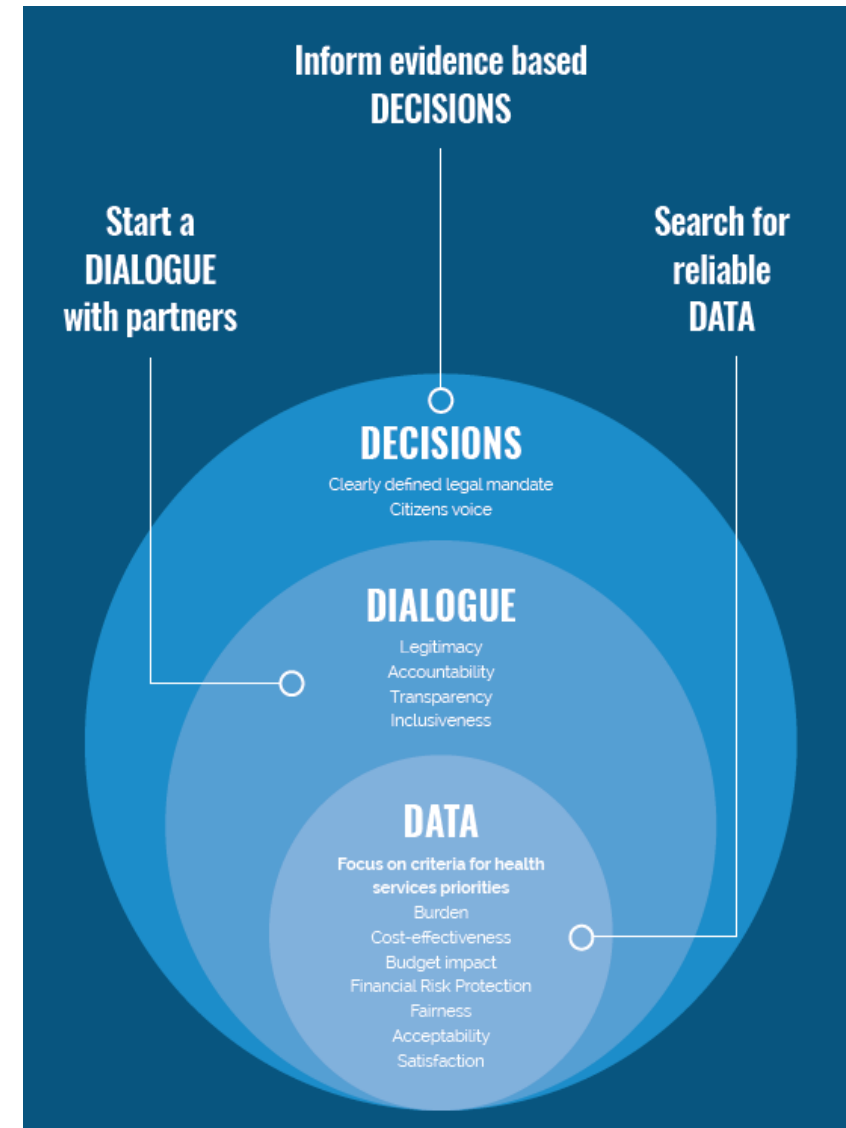 Inform evidence based
DECISIONS
Start a
DIALOGUE
with partners
Search for
reliable
DATA
DECISIONS
Clearly defined legal mandate
Citizens voice
DIALOGUE
Legitimacy
Accountability
Transparency
Inclusiveness
DATA
Focus on criteria for health
services priorities
Burden
Cost-effectiveness
Budget impact
Financial Risk Protection
Fairness
Acceptability
Satisfaction